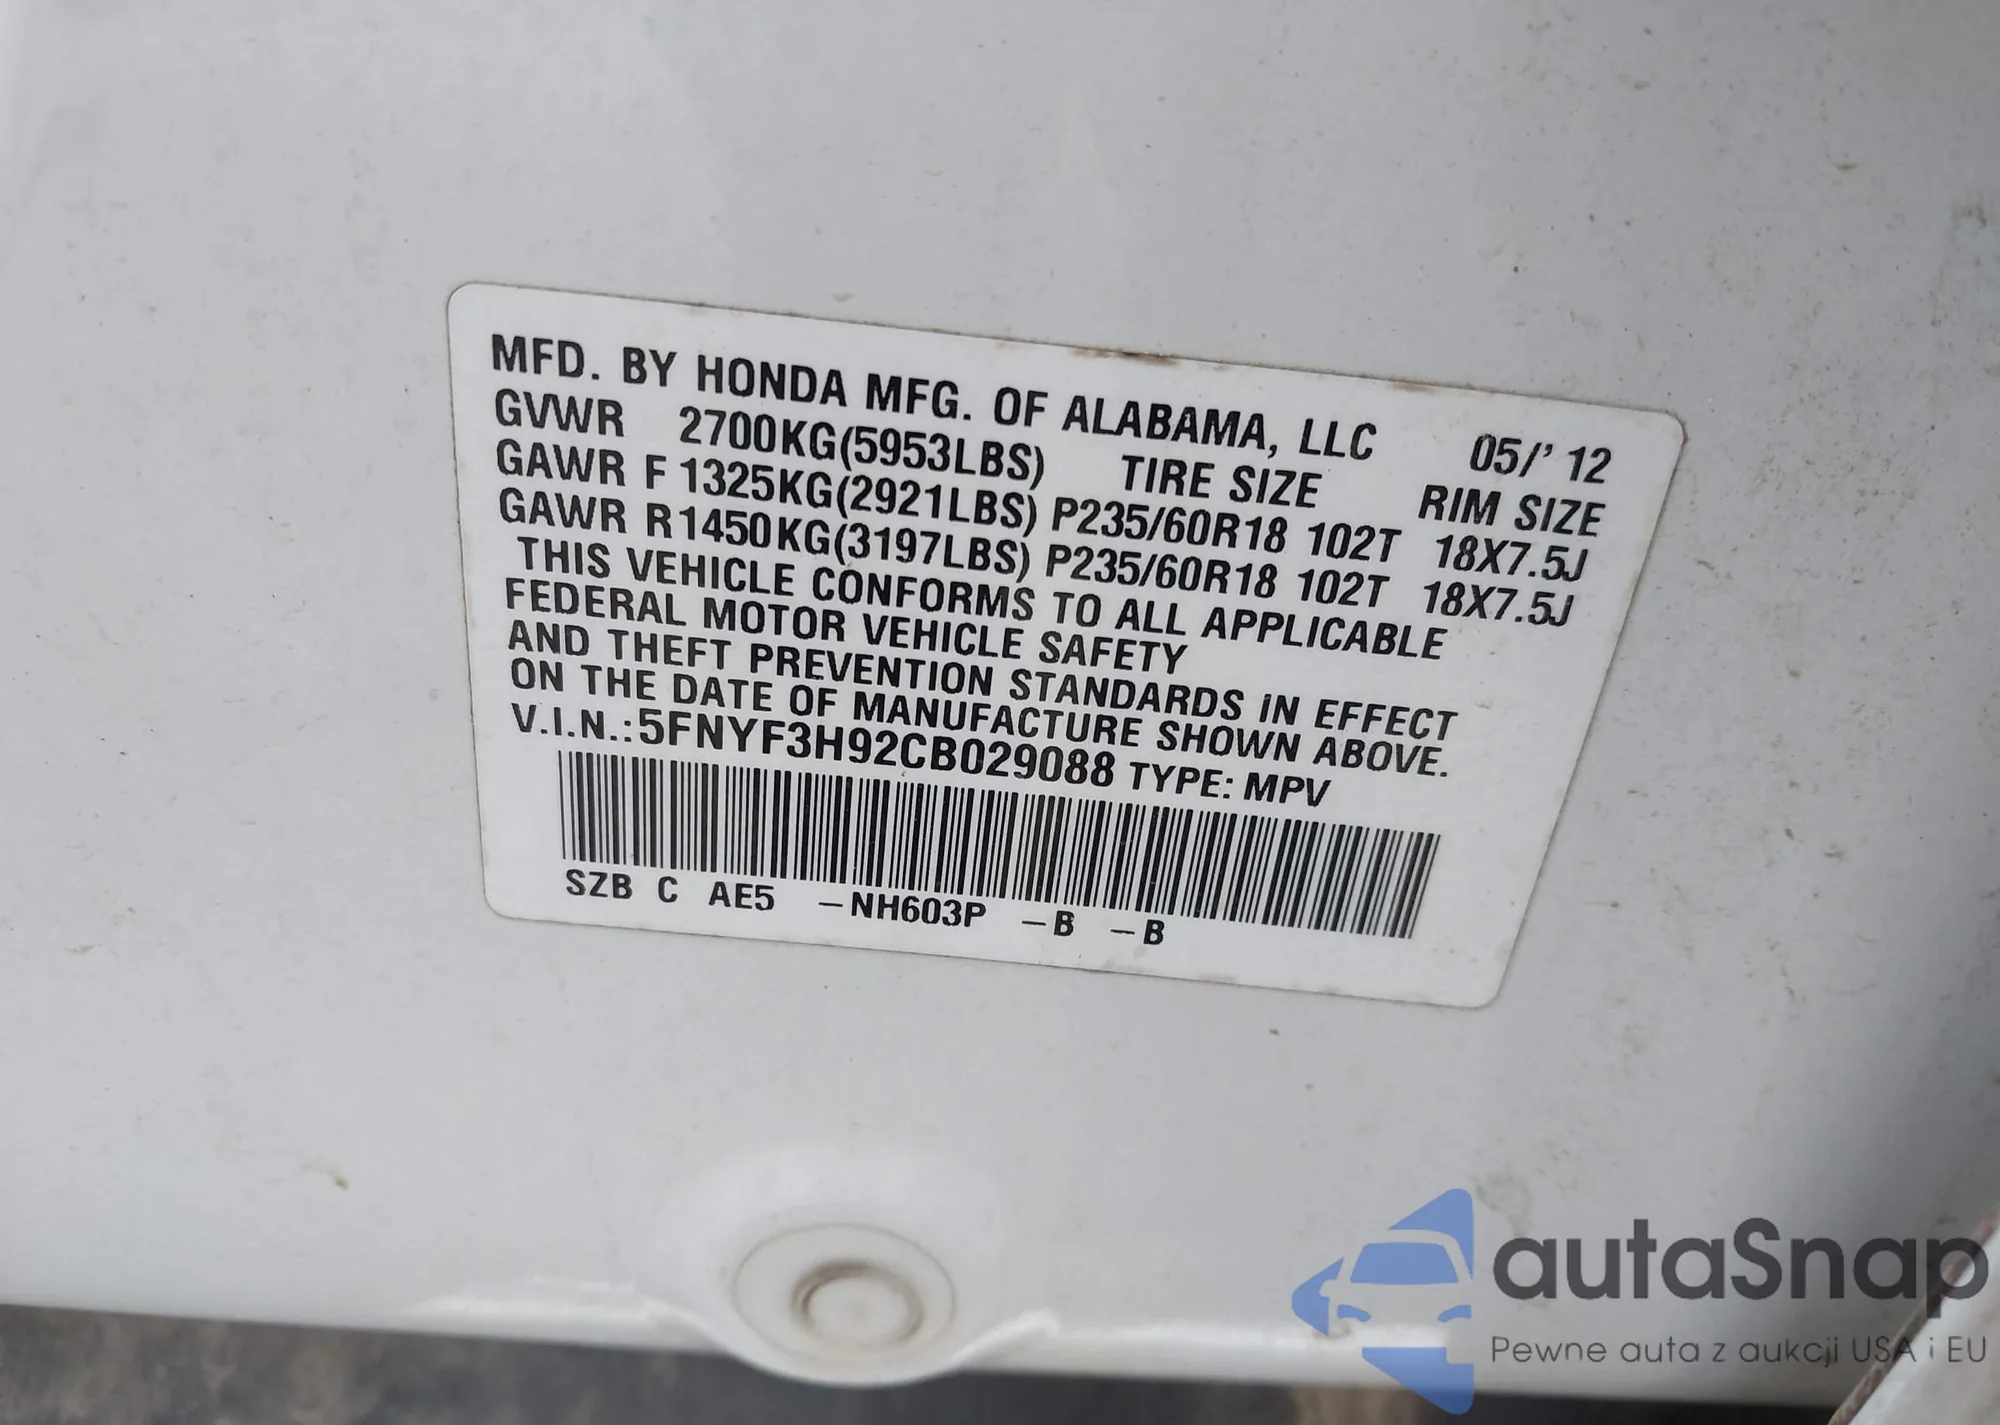 MFD. BY HONDA MFG. OF ALABAMA, LLC 05/' 12
GVWR 2700KG(5953LBS) TIRE SIZE RIM SIZE
GAWR F 1325KG(2921LBS) P235/60R18 102T 18X7.5J
GAWR R1450KG(3197LBS) P235/60R18 102T 18X7.5J
THIS VEHICLE CONFORMS TO ALL APPLICABLE
FEDERAL MOTOR VEHICLE SAFETY
AND THEFT PREVENTION STANDARDS IN EFFECT
ON THE DATE OF MANUFACTURE SHOWN ABOVE.
V.I.N.:5FNYF3H92CB029088 TYPE: MPV
SZB C AE5 -NH603P -B -B
autaSnap
Pewne auta z aukcji USA i EU